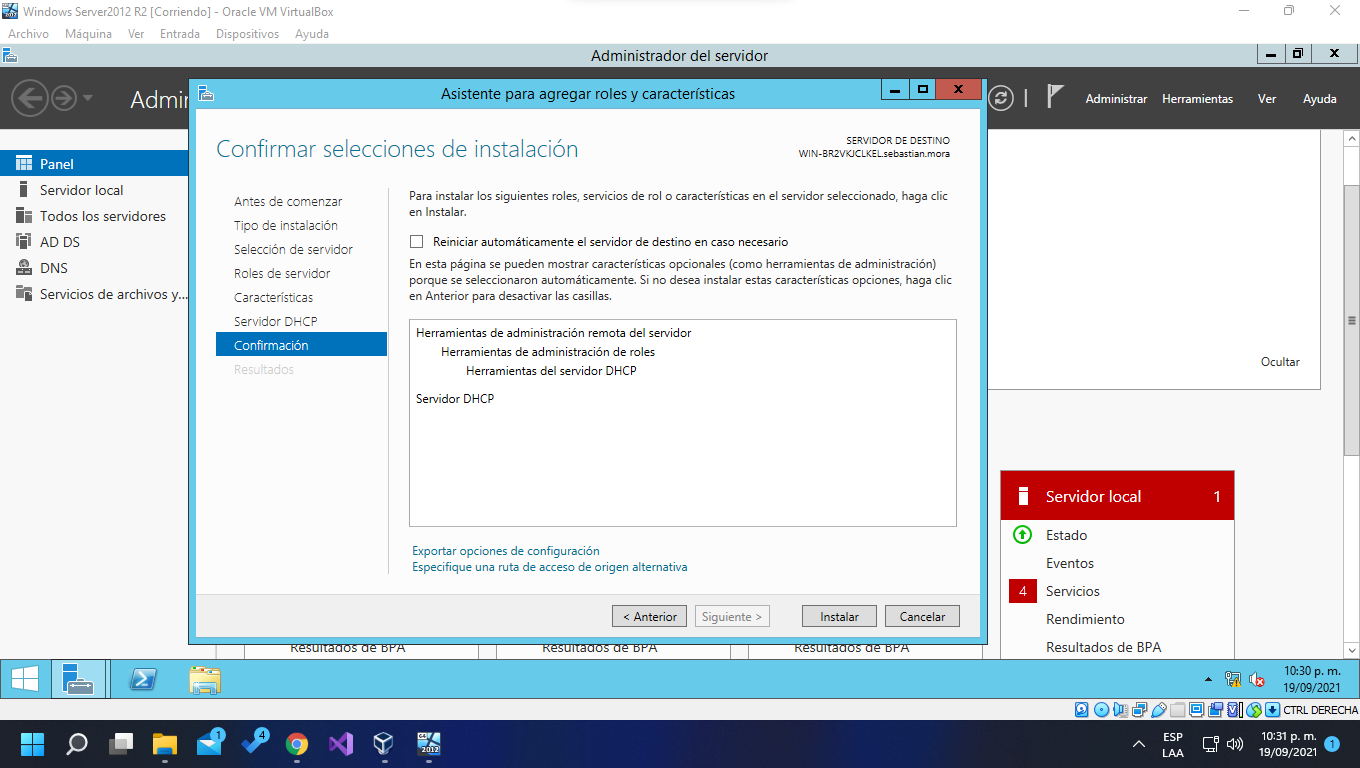 Windows Server2012 R2 [Corriendo] - Oracle VM VirtualBox
Archivo Máquina Ver Entrada Dispositivos Ayuda
Administrador del servidor
Admin
Administrar Herramientas Ver Ayuda
Panel
Servidor local
Todos los servidores
AD DS
DNS
Servicios de archivos y...
Asistente para agregar roles y características
Confirmar selecciones de instalación
SERVIDOR DE DESTINO
WIN-BR2VKJCLKEL.sebastian.mora
Antes de comenzar
Tipo de instalación
Selección de servidor
Roles de servidor
Características
Servidor DHCP
Confirmación
Resultados
Para instalar los siguientes roles, servicios de rol o características en el servidor seleccionado, haga clic
en Instalar.
Reiniciar automáticamente el servidor de destino en caso necesario
En esta página se pueden mostrar características opcionales (como herramientas de administración)
porque se seleccionaron automáticamente. Si no desea instalar estas características opciones, haga clic
en Anterior para desactivar las casillas.
Herramientas de administración remota del servidor
Herramientas de administración de roles
Herramientas del servidor DHCP
Servidor DHCP
Exportar opciones de configuración
Especifique una ruta de acceso de origen alternativa
< Anterior Siguiente > Instalar Cancelar
Ocultar
Servidor local 1
Estado
Eventos
4 Servicios
Rendimiento
Resultados de BPA
Resultados de BPA Resultados de BPA Resultados de BPA
10:30 p. m.
19/09/2021
CTRL DERECHA
1
4
2012
ESP
LAA
10:31 p. m.
19/09/2021
1